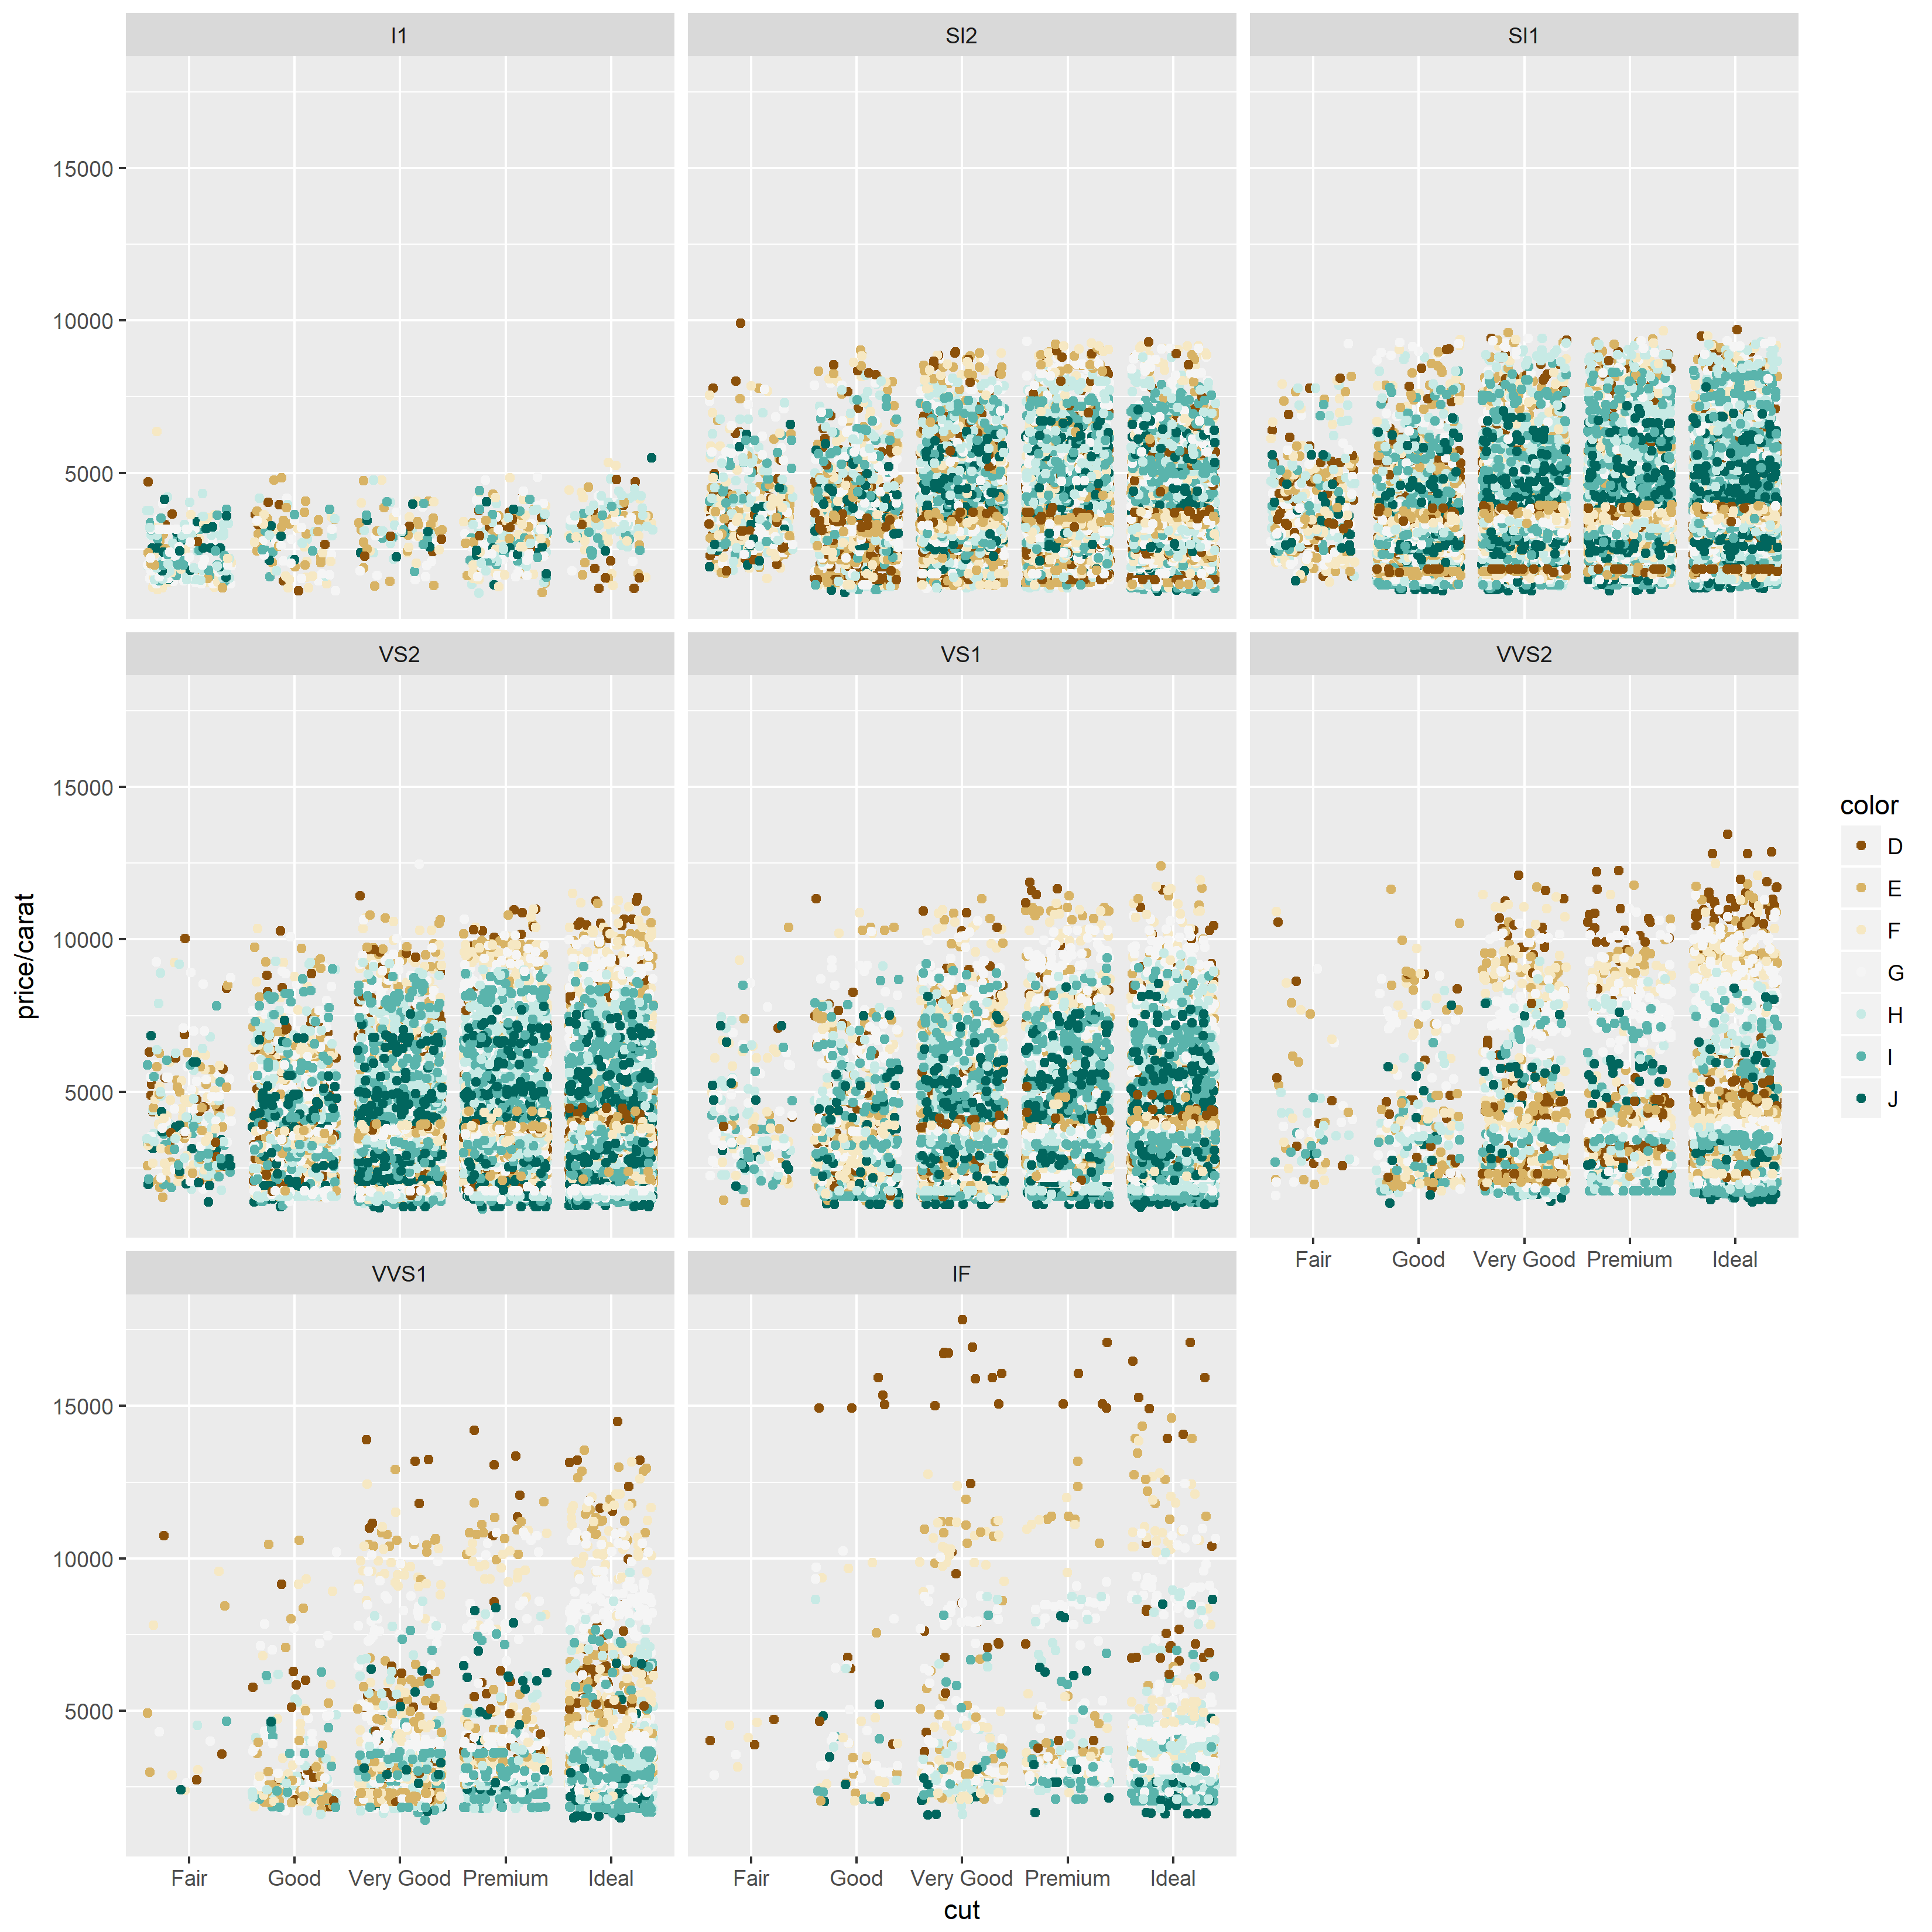 I1
SI2
SI1
15000
10000
5000
VS2
VS1
VVS2
15000
10000
5000
Fair Good Very Good Premium Ideal
VVS1
IF
15000
10000
5000
Fair Good Very Good Premium Ideal
Fair Good Very Good Premium Ideal
cut
price/carat
color
D
E
F
G
H
I
J